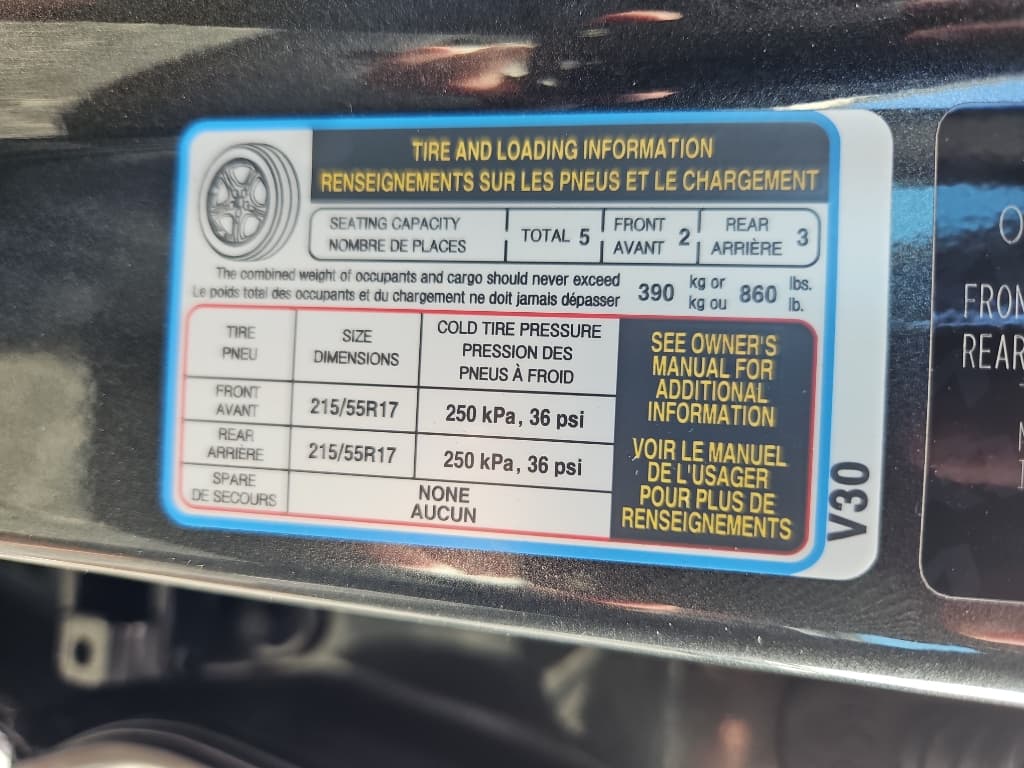 TIRE AND LOADING INFORMATION
RENSEIGNEMENTS SUR LES PNEUS ET LE CHARGEMENT
SEATING CAPACITY
NOMBRE DE PLACES
TOTAL 5
FRONT
AVANT
2
REAR
ARRIÈRE
3
The combined weight of occupants and cargo should never exceed
Le poids total des occupants et du chargement ne doit jamais dépasser
390
kg or
kg ou
860
lbs.
lb.
TIRE
PNEU
SIZE
DIMENSIONS
COLD TIRE PRESSURE
PRESSION DES
PNEUS À FROID
FRONT
AVANT
215/55R17
250 kPa, 36 psi
REAR
ARRIÈRE
215/55R17
250 kPa, 36 psi
SPARE
DE SECOURS
NONE
AUCUN
SEE OWNER'S
MANUAL FOR
ADDITIONAL
INFORMATION
VOIR LE MANUEL
DE L'USAGER
POUR PLUS DE
RENSEIGNEMENTS
V30
REAR